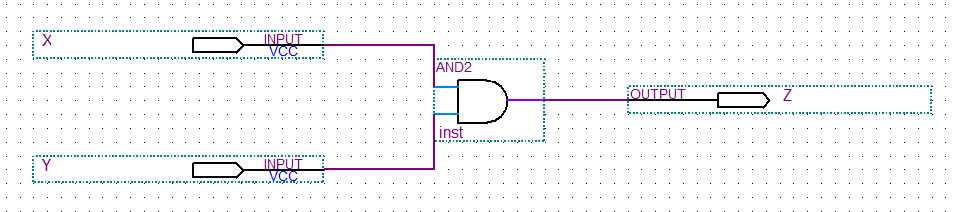 X
INPUT
VCC
AND2
inst
OUTPUT
Z
Y
INPUT
VCC